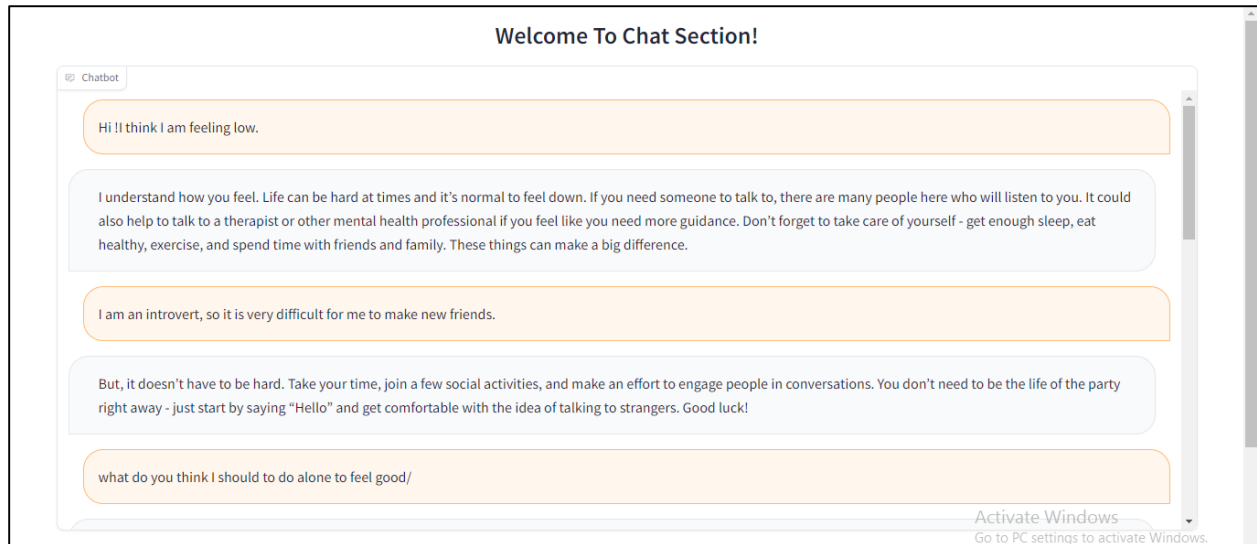 Welcome To Chat Section!
Chatbot
Hi !I think I am feeling low.
I understand how you feel. Life can be hard at times and it’s normal to feel down. If you need someone to talk to, there are many people here who will listen to you. It could
also help to talk to a therapist or other mental health professional if you feel like you need more guidance. Don’t forget to take care of yourself - get enough sleep, eat
healthy, exercise, and spend time with friends and family. These things can make a big difference.
I am an introvert, so it is very difficult for me to make new friends.
But, it doesn’t have to be hard. Take your time, join a few social activities, and make an effort to engage people in conversations. You don’t need to be the life of the party
right away - just start by saying “Hello” and get comfortable with the idea of talking to strangers. Good luck!
what do you think I should to do alone to feel good/
Activate Windows
Go to PC settings to activate Windows.